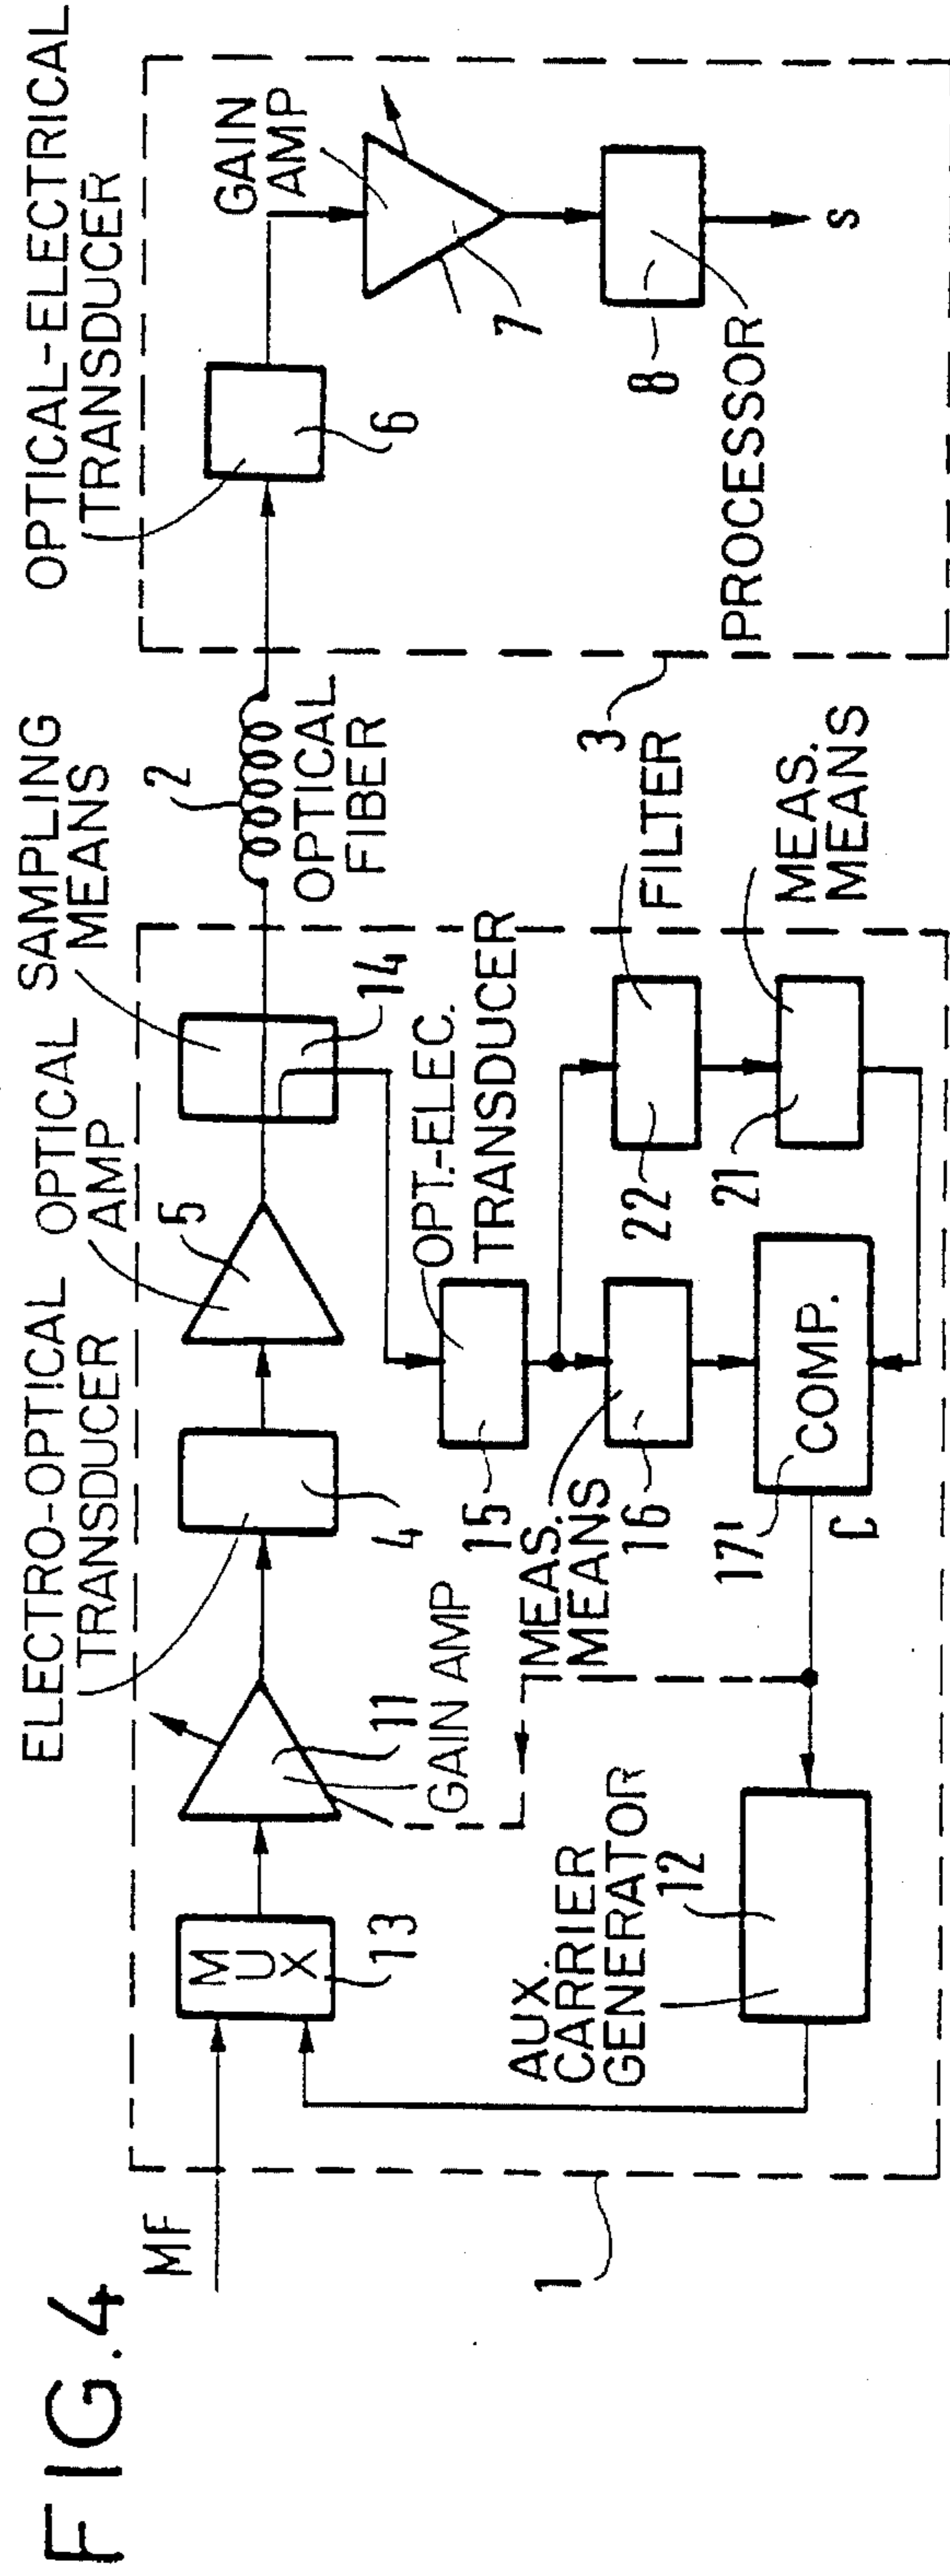 FIG.4
MF
1
MUX
13
AUX.
CARRIER
GENERATOR
12
11
GAIN AMP
ELECTRO-OPTICAL
TRANSDUCER
4
OPTICAL
AMP
5
SAMPLING
MEANS
14
OPT.-ELEC.
TRANSDUCER
15
MEAS.
MEANS
16
COMP.
17'
C
FILTER
22
MEAS.
MEANS
21
2
OPTICAL
FIBER
3
OPTICAL-ELECTRICAL
TRANSDUCER
6
GAIN
AMP
7
8
PROCESSOR
S